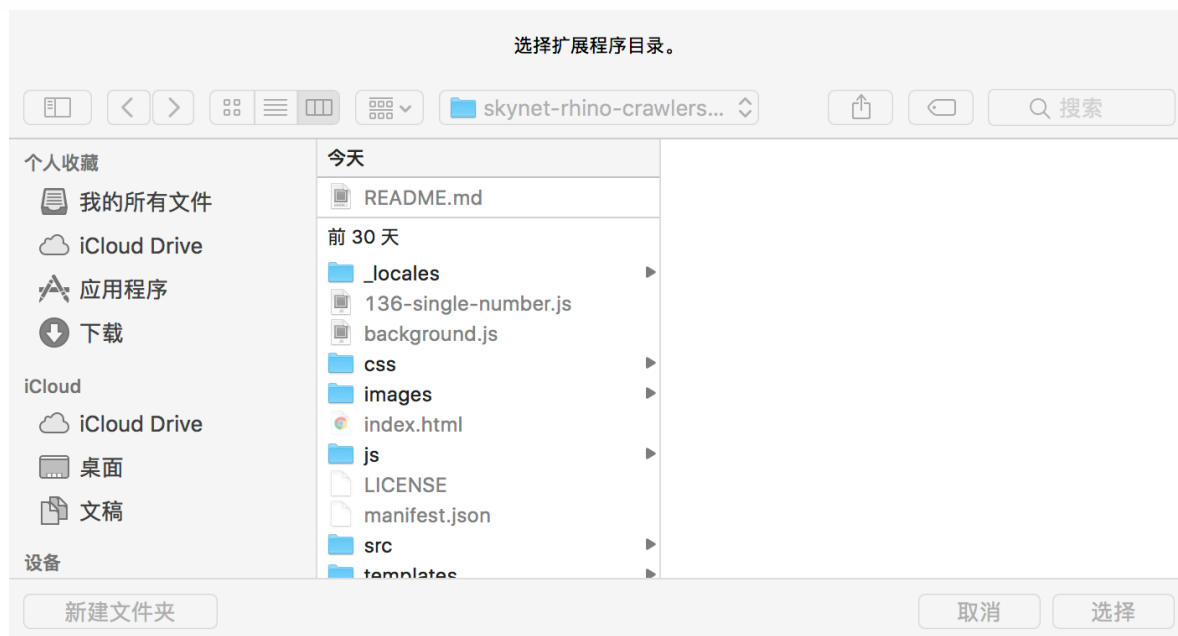 选择扩展程序目录。
skynet-rhino-crawlers...
搜索
个人收藏
我的所有文件
iCloud Drive
应用程序
下载
iCloud
iCloud Drive
桌面
文稿
设备
今天
README.md
前 30 天
_locales
136-single-number.js
background.js
css
images
index.html
js
LICENSE
manifest.json
src
templates
新建文件夹
取消
选择